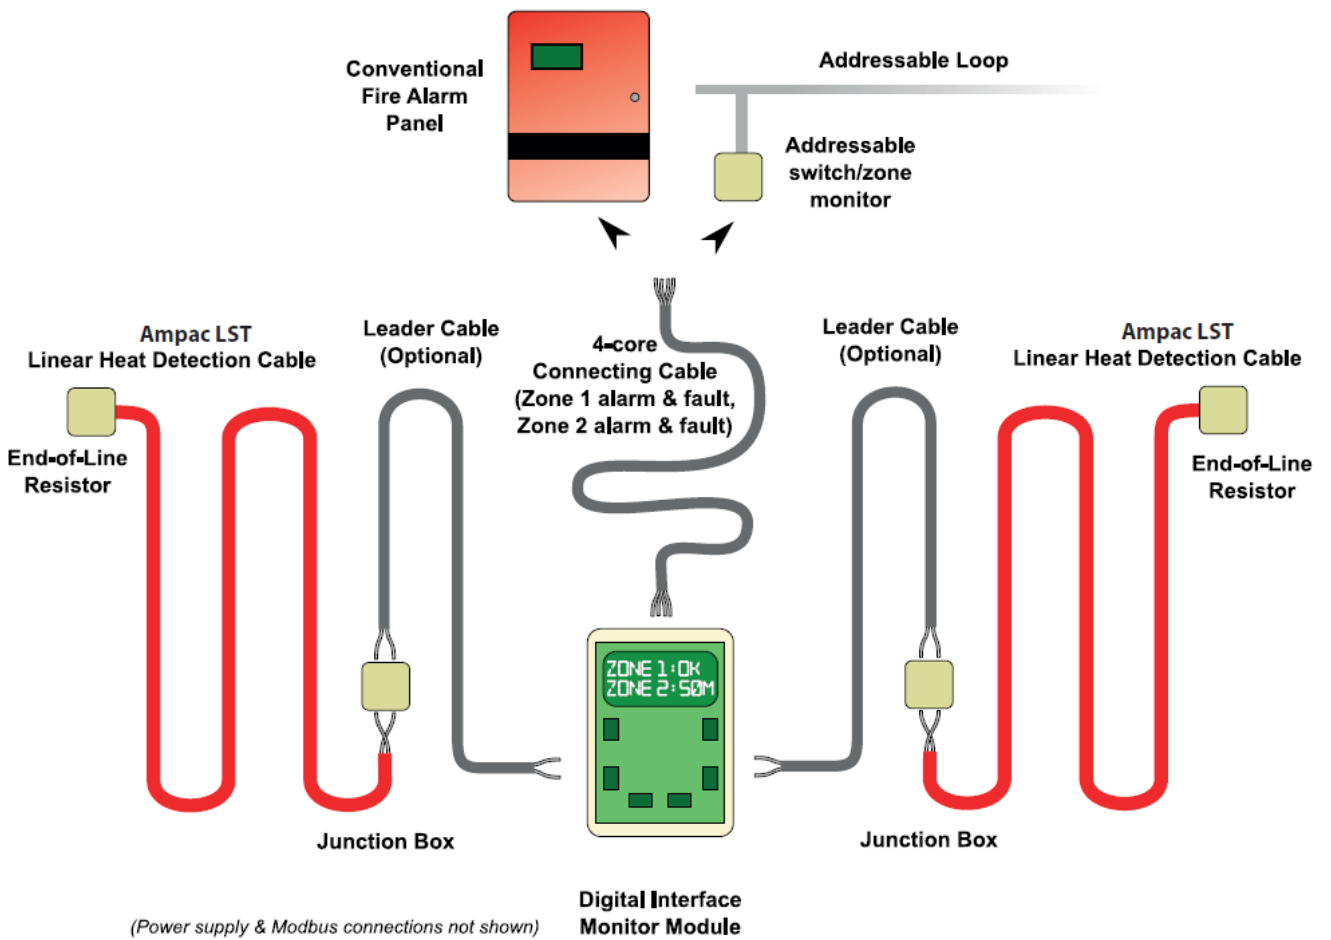 Conventional
Fire Alarm
Panel
Addressable Loop
Addressable
switch/zone
monitor
Ampac LST
Linear Heat Detection Cable
Leader Cable
(Optional)
4-core
Connecting Cable
(Zone 1 alarm & fault,
Zone 2 alarm & fault)
Leader Cable
(Optional)
Ampac LST
Linear Heat Detection Cable
End-of-Line
Resistor
End-of-Line
Resistor
ZONE 1:OK
ZONE 2:50M
Junction Box
Junction Box
Digital Interface
Monitor Module
(Power supply & Modbus connections not shown)